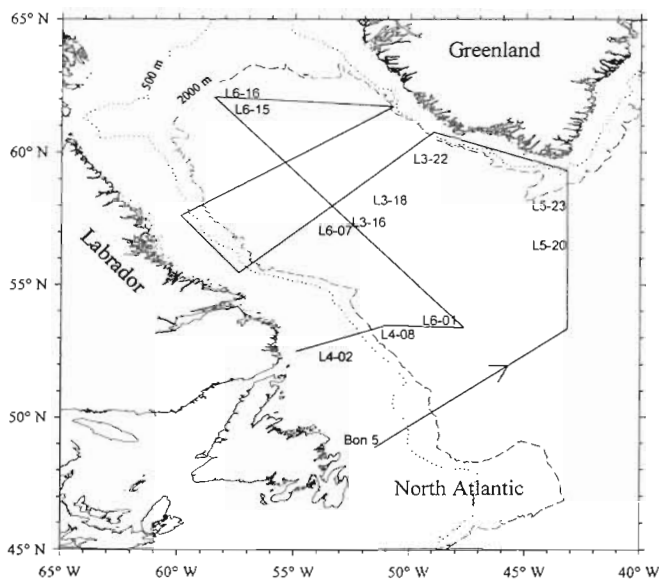 65° N
Greenland
500 m
2000 m
L6-16
L6-15
60° N
L3-22
L3-18
L5-23
L3-16
L6-07
L5-20
Labrador
55° N
L6-01
L4-08
L4-02
50° N
Bon 5
North Atlantic
45° N
65° W
60° W
55° W
50° W
45° W
40° W